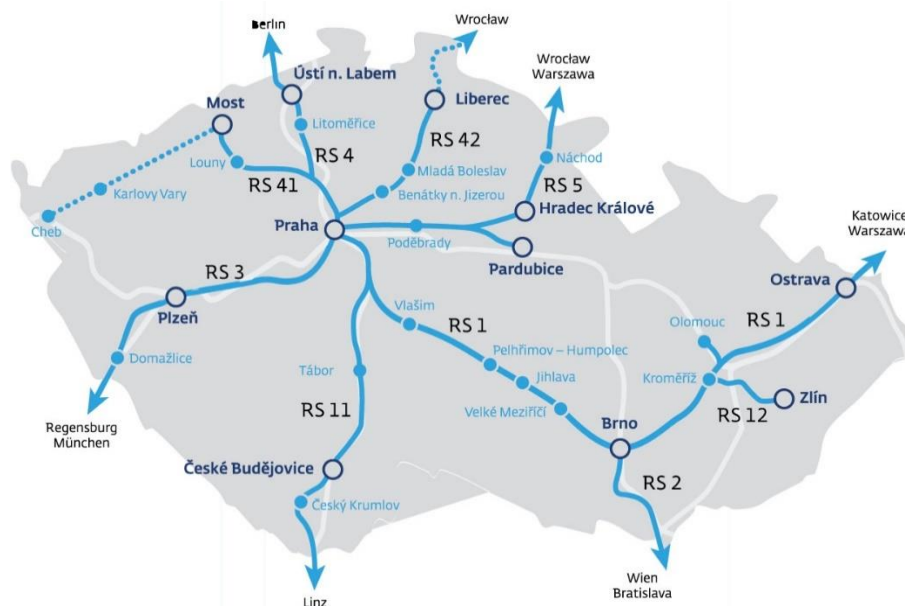 Berlin
Wrocław
Wrocław
Warszawa
Ústí n. Labem
Most
Liberec
Litoměřice
RS 4
RS 42
Louny
RS 41
Mladá Boleslav
Náchod
Karlovy Vary
Benátky n. Jizerou
RS 5
Hradec Králové
Cheb
Praha
Poděbrady
Pardubice
Katowice
Warszawa
RS 3
Ostrava
Plzeň
Vlašim
RS 1
Olomouc
RS 1
Domažlice
Tábor
Pelhřimov – Humpolec
Jihlava
Kroměříž
Zlín
RS 11
Velké Meziříčí
RS 12
Regensburg
München
Brno
České Budějovice
RS 2
Český Krumlov
Wien
Bratislava
Linz